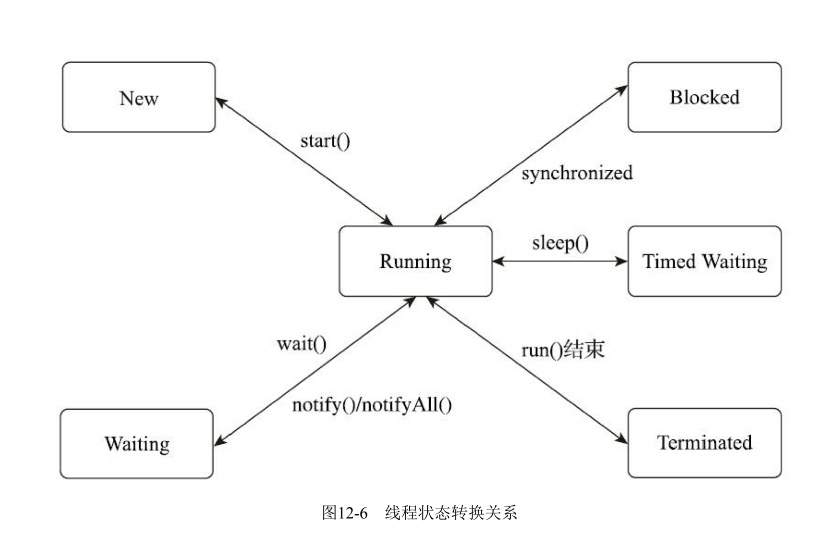 New
Blocked
start()
synchronized
Running
sleep()
Timed Waiting
wait()
run()结束
notify()/notifyAll()
Waiting
Terminated
图12-6 线程状态转换关系